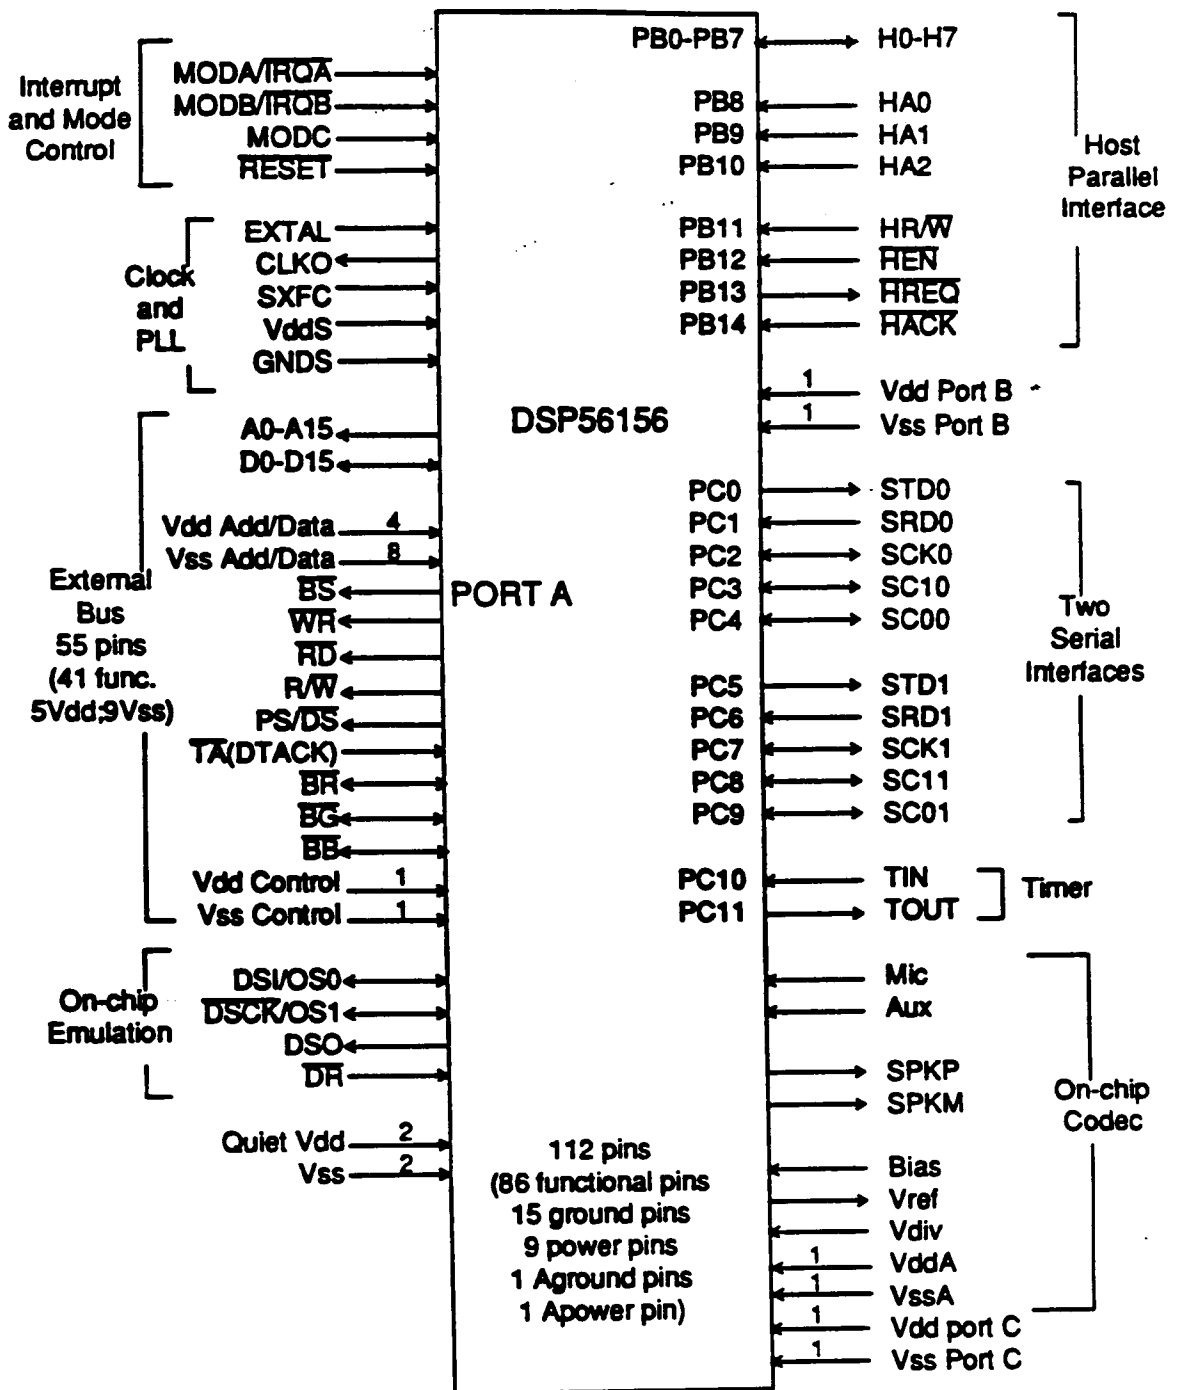 Interrupt
and Mode
Control
MODA/IRQA
MODB/IRQB
MODC
RESET
Clock
and
PLL
EXTAL
CLKO
SXFC
VddS
GNDS
External
Bus
55 pins
(41 func.
5Vdd;9Vss)
A0-A15
D0-D15
Vdd Add/Data 4
Vss Add/Data 8
BS
WR
RD
R/W
PS/DS
TA(DTACK)
BR
BG
BB
Vdd Control 1
Vss Control 1
On-chip
Emulation
DSI/OS0
DSCK/OS1
DSO
DR
Quiet Vdd 2
Vss 2
DSP56156
PORT A
112 pins
(86 functional pins
15 ground pins
9 power pins
1 Aground pins
1 Apower pin)
PB0-PB7 H0-H7
PB8 HA0
PB9 HA1
PB10 HA2
PB11 HR/W
PB12 HEN
PB13 HREQ
PB14 HACK
Host
Parallel
Interface
1 Vdd Port B
1 Vss Port B
PC0 STD0
PC1 SRD0
PC2 SCK0
PC3 SC10
PC4 SC00
PC5 STD1
PC6 SRD1
PC7 SCK1
PC8 SC11
PC9 SC01
Two
Serial
Interfaces
PC10 TIN
PC11 TOUT
Timer
Mic
Aux
SPKP
SPKM
Bias
Vref
Vdiv
1 VddA
1 VssA
On-chip
Codec
1 Vdd port C
1 Vss Port C